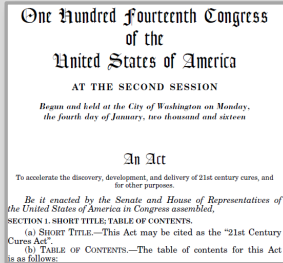 One Hundred Fourteenth Congress
of the
United States of America
AT THE SECOND SESSION
Begun and held at the City of Washington on Monday,
the fourth day of January, two thousand and sixteen
An Act
To accelerate the discovery, development, and delivery of 21st century cures, and
for other purposes.
Be it enacted by the Senate and House of Representatives of
the United States of America in Congress assembled,
SECTION 1. SHORT TITLE; TABLE OF CONTENTS.
(a) SHORT TITLE.—This Act may be cited as the “21st Century
Cures Act”.
(b) TABLE OF CONTENTS.—The table of contents for this Act
is as follows: